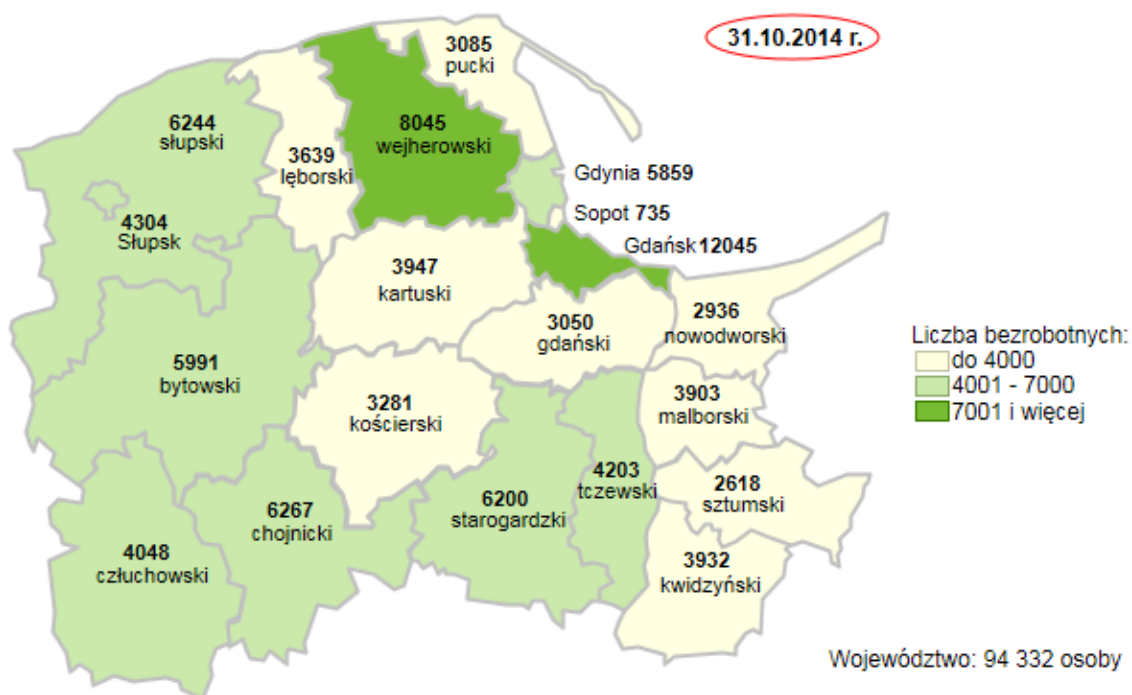 31.10.2014 r.
3085
pucki
6244
słupski
8045
wejherowski
3639
lęborski
Gdynia 5859
Sopot 735
4304
Słupsk
Gdańsk 12045
3947
kartuski
2936
nowodworski
3050
gdański
Liczba bezrobotnych:
do 4000
4001 - 7000
7001 i więcej
5991
bytowski
3903
malborski
3281
kościerski
4203
tczewski
2618
sztumski
6200
starogardzki
6267
chojnicki
4048
człuchowski
3932
kwidzyński
Województwo: 94 332 osoby